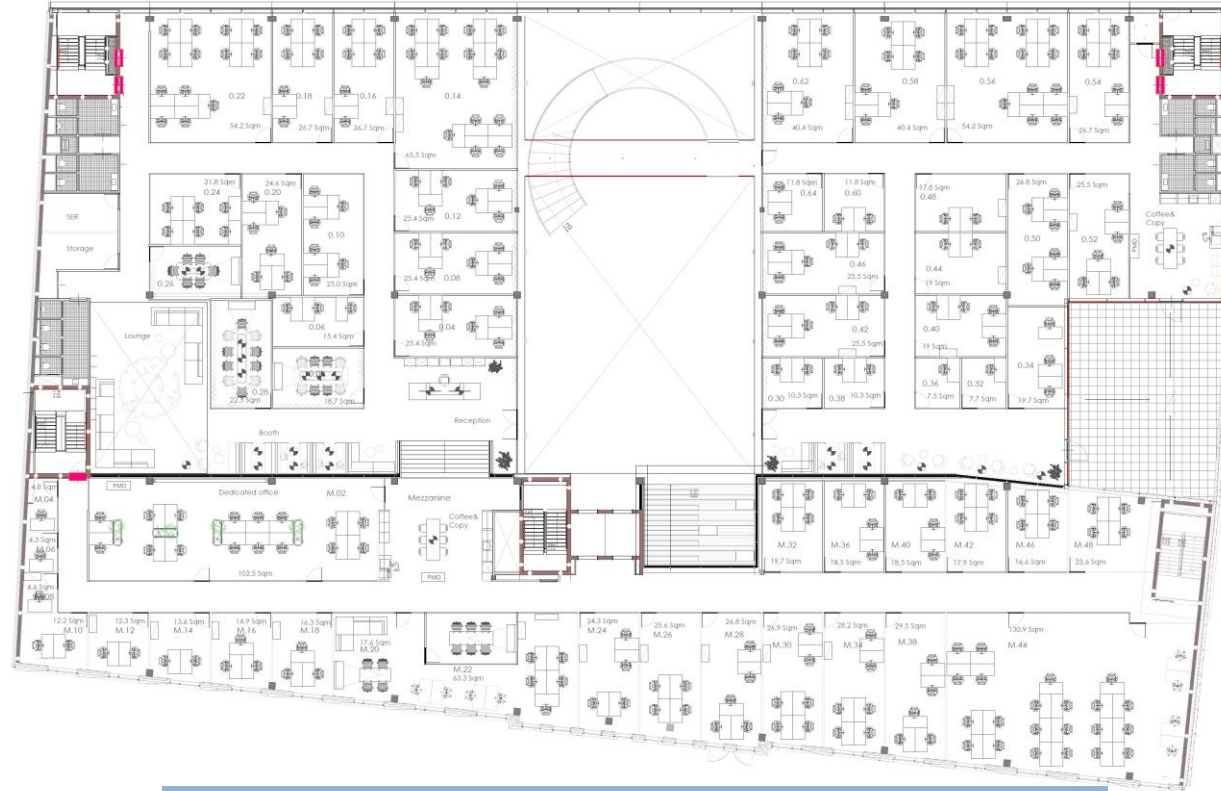 0.22
54.2 Sqm
0.18
26.7 Sqm
0.16
26.7 Sqm
0.14
65.5 Sqm
0.62
40.4 Sqm
0.58
40.4 Sqm
0.56
54.2 Sqm
0.54
26.7 Sqm
21.8 Sqm
0.24
24.6 Sqm
0.20
0.10
25.0 Sqm
0.12
25.4 Sqm
0.08
25.4 Sqm
0.04
25.4 Sqm
0.26
0.06
15.4 Sqm
0.28
18.7 Sqm
SER
Storage
Lounge
Booth
Reception
11.8 Sqm
0.64
11.8 Sqm
0.60
0.46
25.5 Sqm
0.42
25.5 Sqm
0.30
10.3 Sqm
0.38
10.3 Sqm
17.8 Sqm
0.48
0.44
19 Sqm
0.40
19 Sqm
0.36
7.5 Sqm
0.32
7.7 Sqm
26.8 Sqm
0.50
25.5 Sqm
0.52
0.34
19.7 Sqm
Coffee&
Copy
PMD
4.8 Sqm
M.04
4.3 Sqm
M.06
4.6 Sqm
PMD
Dedicated office
M.02
102.5 Sqm
Mezzanine
Coffee&
Copy
PMD
M.32
19.7 Sqm
M.36
18.5 Sqm
M.40
18.5 Sqm
M.42
17.9 Sqm
M.46
16.6 Sqm
M.48
23.6 Sqm
12.2 Sqm
M.10
12.3 Sqm
M.12
13.6 Sqm
M.14
14.9 Sqm
M.16
16.3 Sqm
M.18
17.6 Sqm
M.20
M.22
63.3 Sqm
24.3 Sqm
M.24
25.6 Sqm
M.26
26.8 Sqm
M.28
26.9 Sqm
M.30
28.2 Sqm
M.34
29.5 Sqm
M.38
130.9 Sqm
M.44